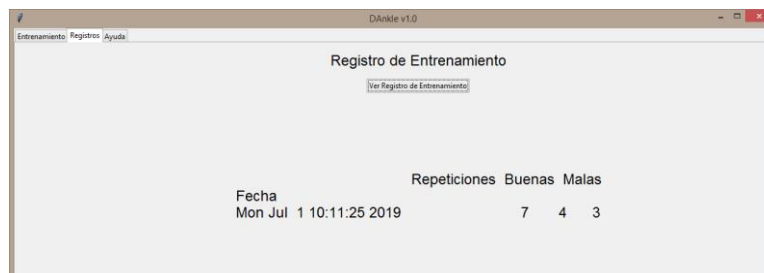 DAnkle v1.0
Entrenamiento Registros Ayuda
Registro de Entrenamiento
Ver Registro de Entrenamiento
Repeticiones Buenas Malas
Fecha
Mon Jul 1 10:11:25 2019 7 4 3